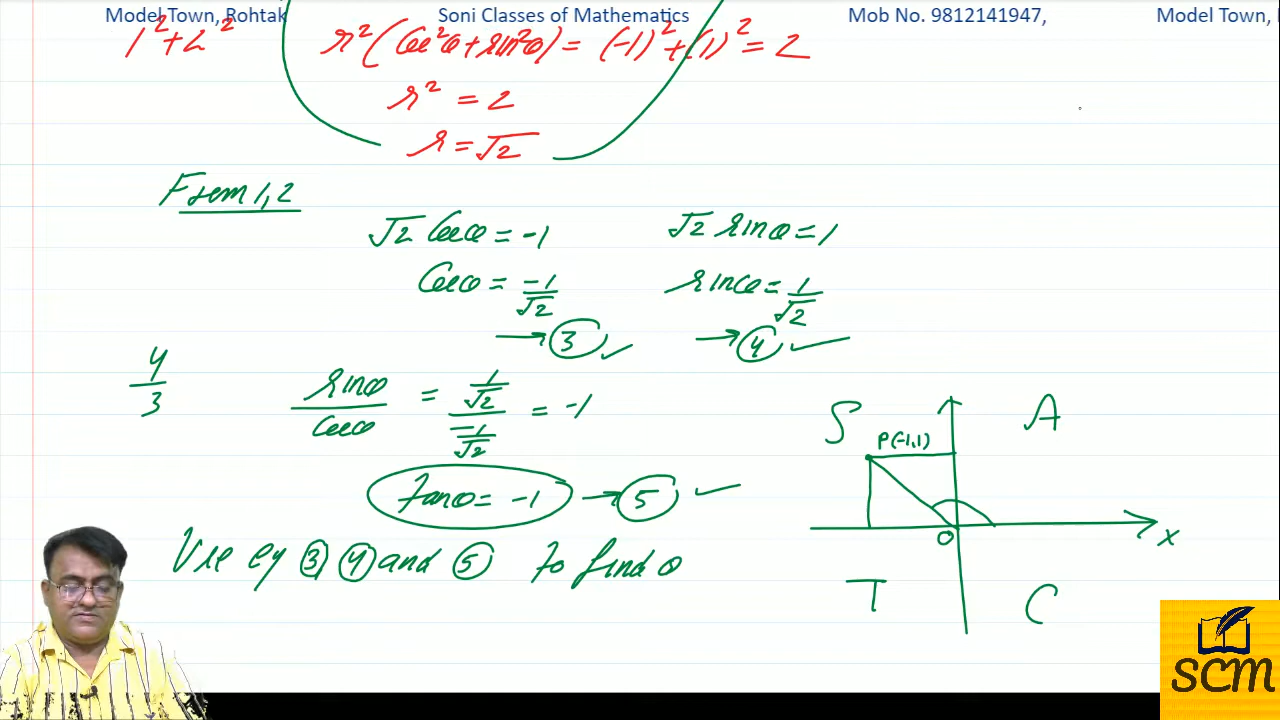 Model Town, Rohtak Soni Classes of Mathematics Mob No. 9812141947, Model Town,
1² + 2² r² (Cos²θ + sin²θ) = (-1)² + (1)² = 2
r² = 2
r = √2
From 1, 2
√2 Cosθ = -1 √2 sinθ = 1
Cosθ = -1/√2 sinθ = 1/√2
→ ③ ✓ → ④ ✓
4/3 sinθ/cosθ = (1/√2)/(-1/√2) = -1
tanθ = -1 → ⑤ ✓
Use eq ③ ④ and ⑤ to find θ
S A
P(-1,1)
O X
T C
SCM